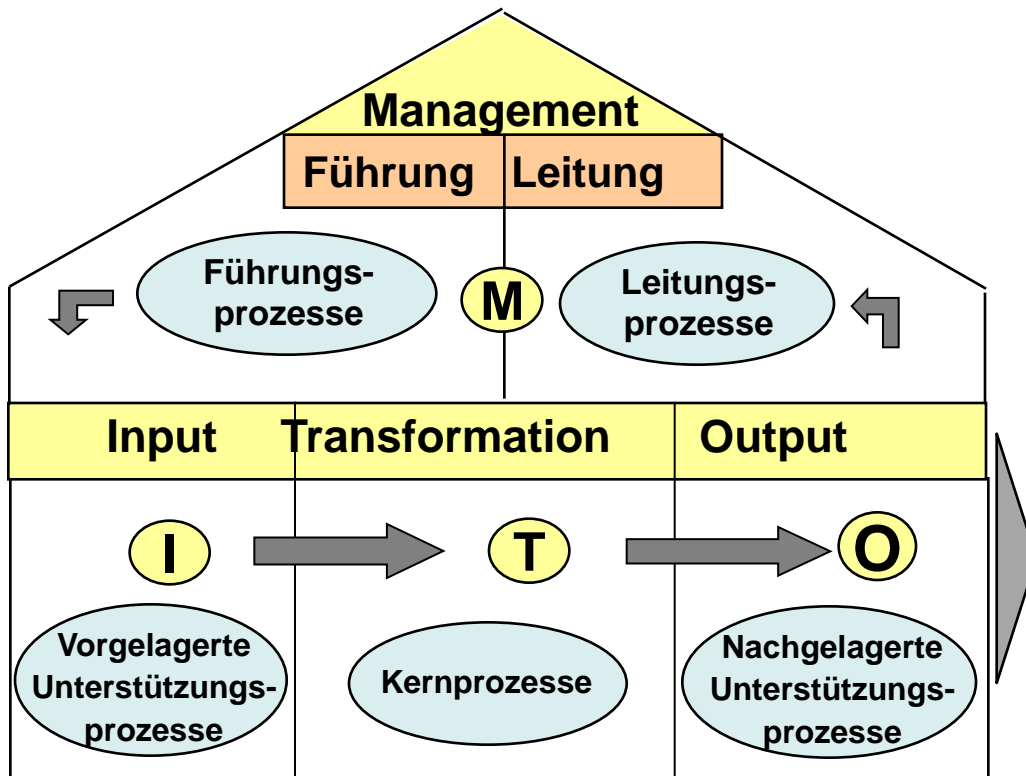 Management
Führung Leitung
Führungs-
prozesse
M
Leitungs-
prozesse
Input Transformation Output
I T O
Vorgelagerte
Unterstützungs-
prozesse
Kernprozesse
Nachgelagerte
Unterstützungs-
prozesse